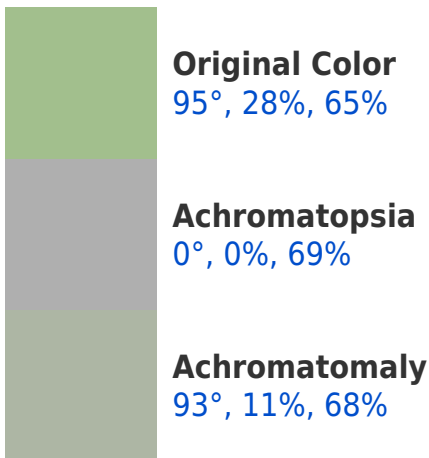 Original Color
95°, 28%, 65%
Achromatopsia
0°, 0%, 69%
Achromatomaly
93°, 11%, 68%